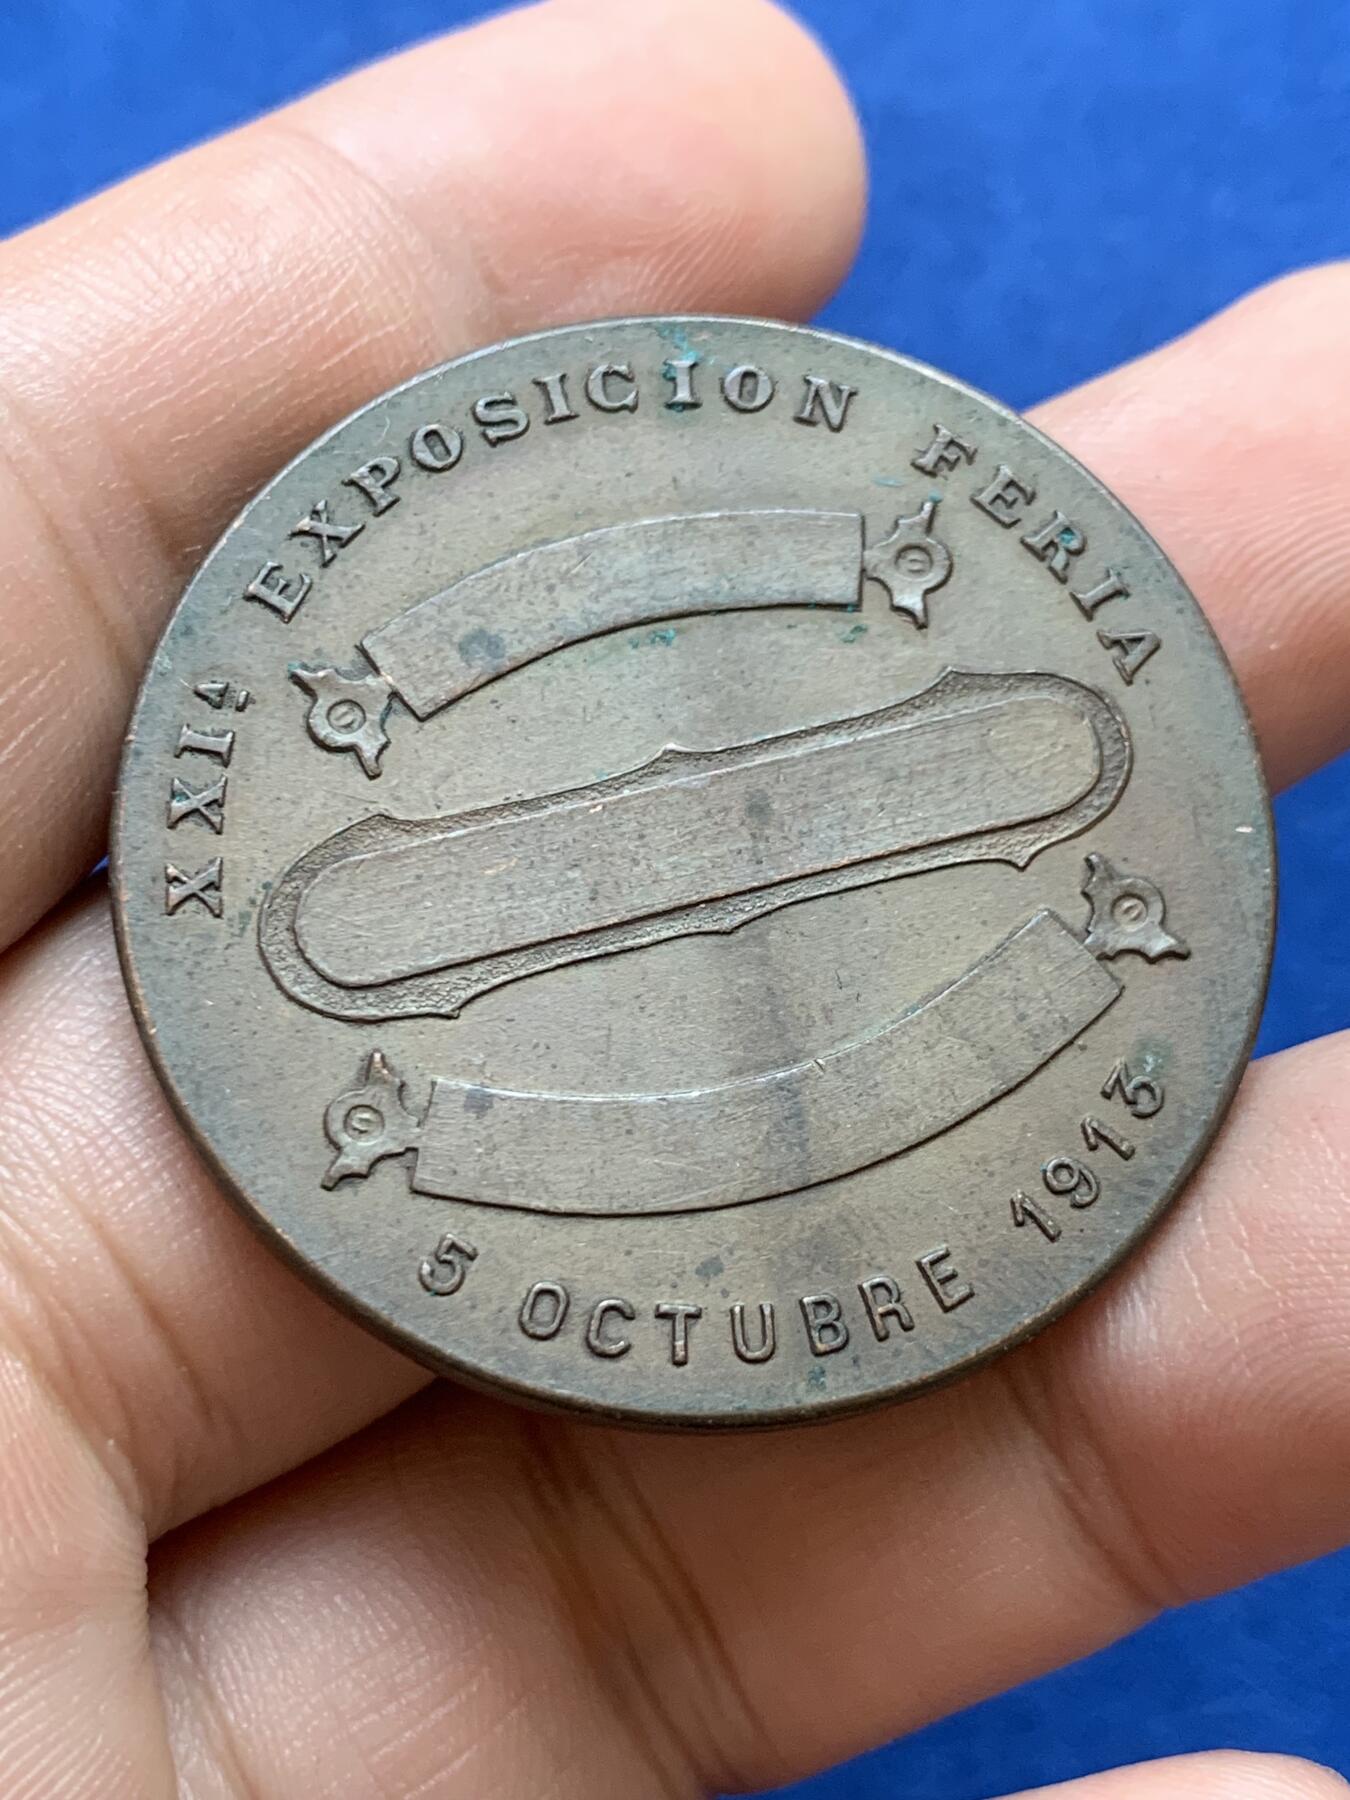 XXIª EXPOSICION FERIA
5 OCTUBRE 1913